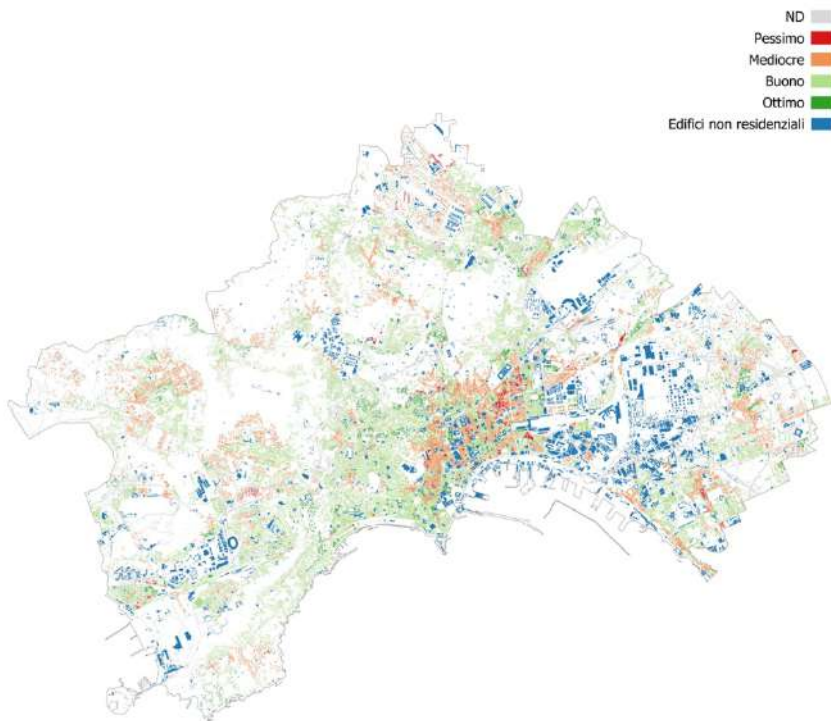 ND
Pessimo
Mediocre
Buono
Ottimo
Edifici non residenziali